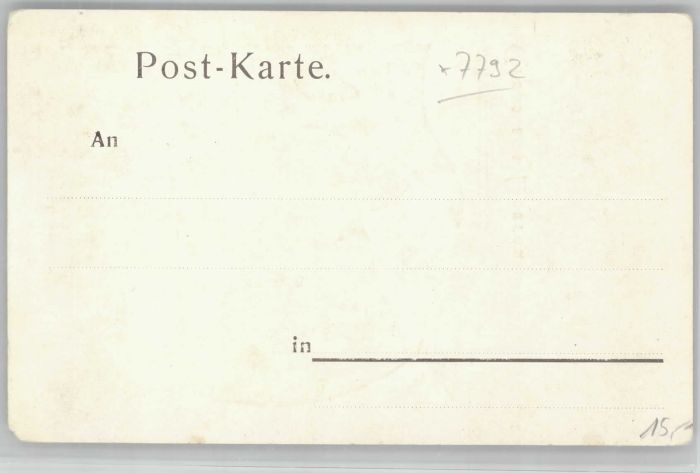 Post-Karte.
*7792
An
in
15,-